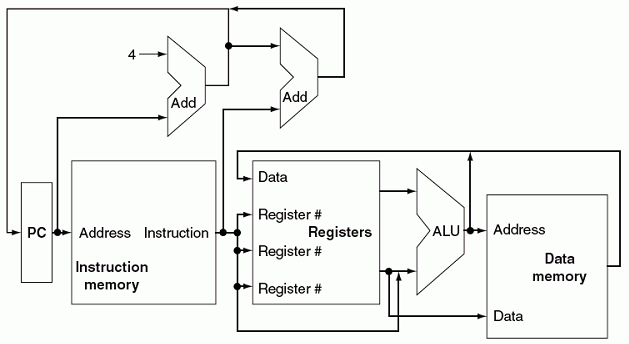 4
Add
Add
Data
Register #
PC
Address
Instruction
Registers
ALU
Address
Register #
Instruction
memory
Data
memory
Register #
Data